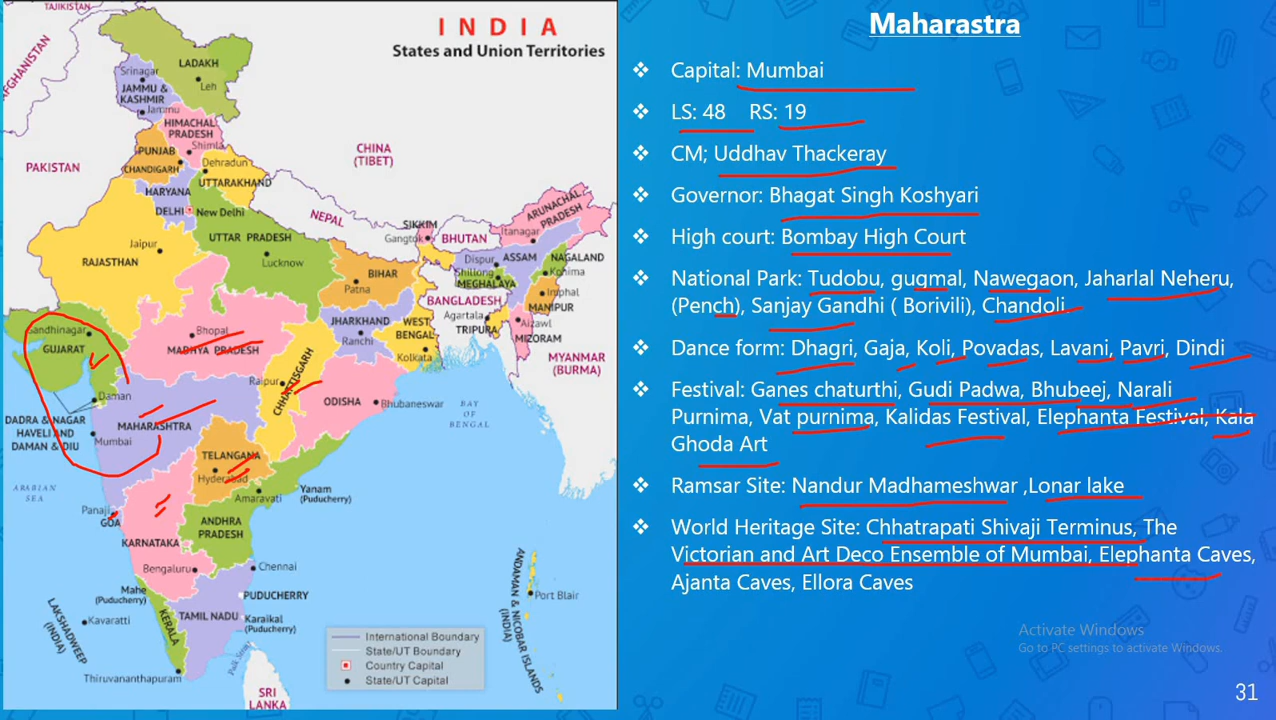 TAJIKISTAN
INDIA
States and Union Territories
AFGHANISTAN
LADAKH
Srinagar
Leh
JAMMU &
KASHMIR
Jammu
HIMACHAL
PRADESH
Shimla
PUNJAB
CHANDIGARH
Dehradun
UTTARAKHAND
CHINA
(TIBET)
PAKISTAN
HARYANA
DELHI
New Delhi
NEPAL
ARUNACHAL
PRADESH
SIKKIM
Gangtok
BHUTAN
Itanagar
UTTAR PRADESH
Jaipur
RAJASTHAN
Lucknow
Dispur
ASSAM
NAGALAND
Shillong
Kohima
MEGHALAYA
BIHAR
Patna
Imphal
MANIPUR
BANGLADESH
Agartala
Aizawl
TRIPURA
MIZORAM
JHARKHAND
Ranchi
WEST
BENGAL
Kolkata
Gandhinagar
GUJARAT
Bhopal
MADHYA PRADESH
MYANMAR
(BURMA)
Raipur
CHHATTISGARH
Daman
ODISHA
Bhubaneswar
DADRA & NAGAR
HAVELI AND
DAMAN & DIU
MAHARASHTRA
Mumbai
BAY
OF
BENGAL
TELANGANA
Hyderabad
ARABIAN
SEA
Amaravati
Yanam
(Puducherry)
Panaji
GOA
ANDHRA
PRADESH
KARNATAKA
Bengaluru
Chennai
Mahe
(Puducherry)
PUDUCHERRY
TAMIL NADU
Karaikal
(Puducherry)
KERALA
LAKSHADWEEP
(INDIA)
Kavaratti
Thiruvananthapuram
Palk Strait
SRI
LANKA
ANDAMAN & NICOBAR ISLANDS
(INDIA)
Port Blair
International Boundary
State/UT Boundary
Country Capital
State/UT Capital
Maharastra
❖ Capital: Mumbai
❖ LS: 48 RS: 19
❖ CM; Uddhav Thackeray
❖ Governor: Bhagat Singh Koshyari
❖ High court: Bombay High Court
❖ National Park: Tudobu, gugmal, Nawegaon, Jaharlal Neheru,
(Pench), Sanjay Gandhi ( Borivili), Chandoli.
❖ Dance form: Dhagri, Gaja, Koli, Povadas, Lavani, Pavri, Dindi
❖ Festival: Ganes chaturthi, Gudi Padwa, Bhubeej, Narali
Purnima, Vat purnima, Kalidas Festival, Elephanta Festival, Kala
Ghoda Art
❖ Ramsar Site: Nandur Madhameshwar ,Lonar lake
❖ World Heritage Site: Chhatrapati Shivaji Terminus, The
Victorian and Art Deco Ensemble of Mumbai, Elephanta Caves,
Ajanta Caves, Ellora Caves
Activate Windows
Go to PC settings to activate Windows.
31